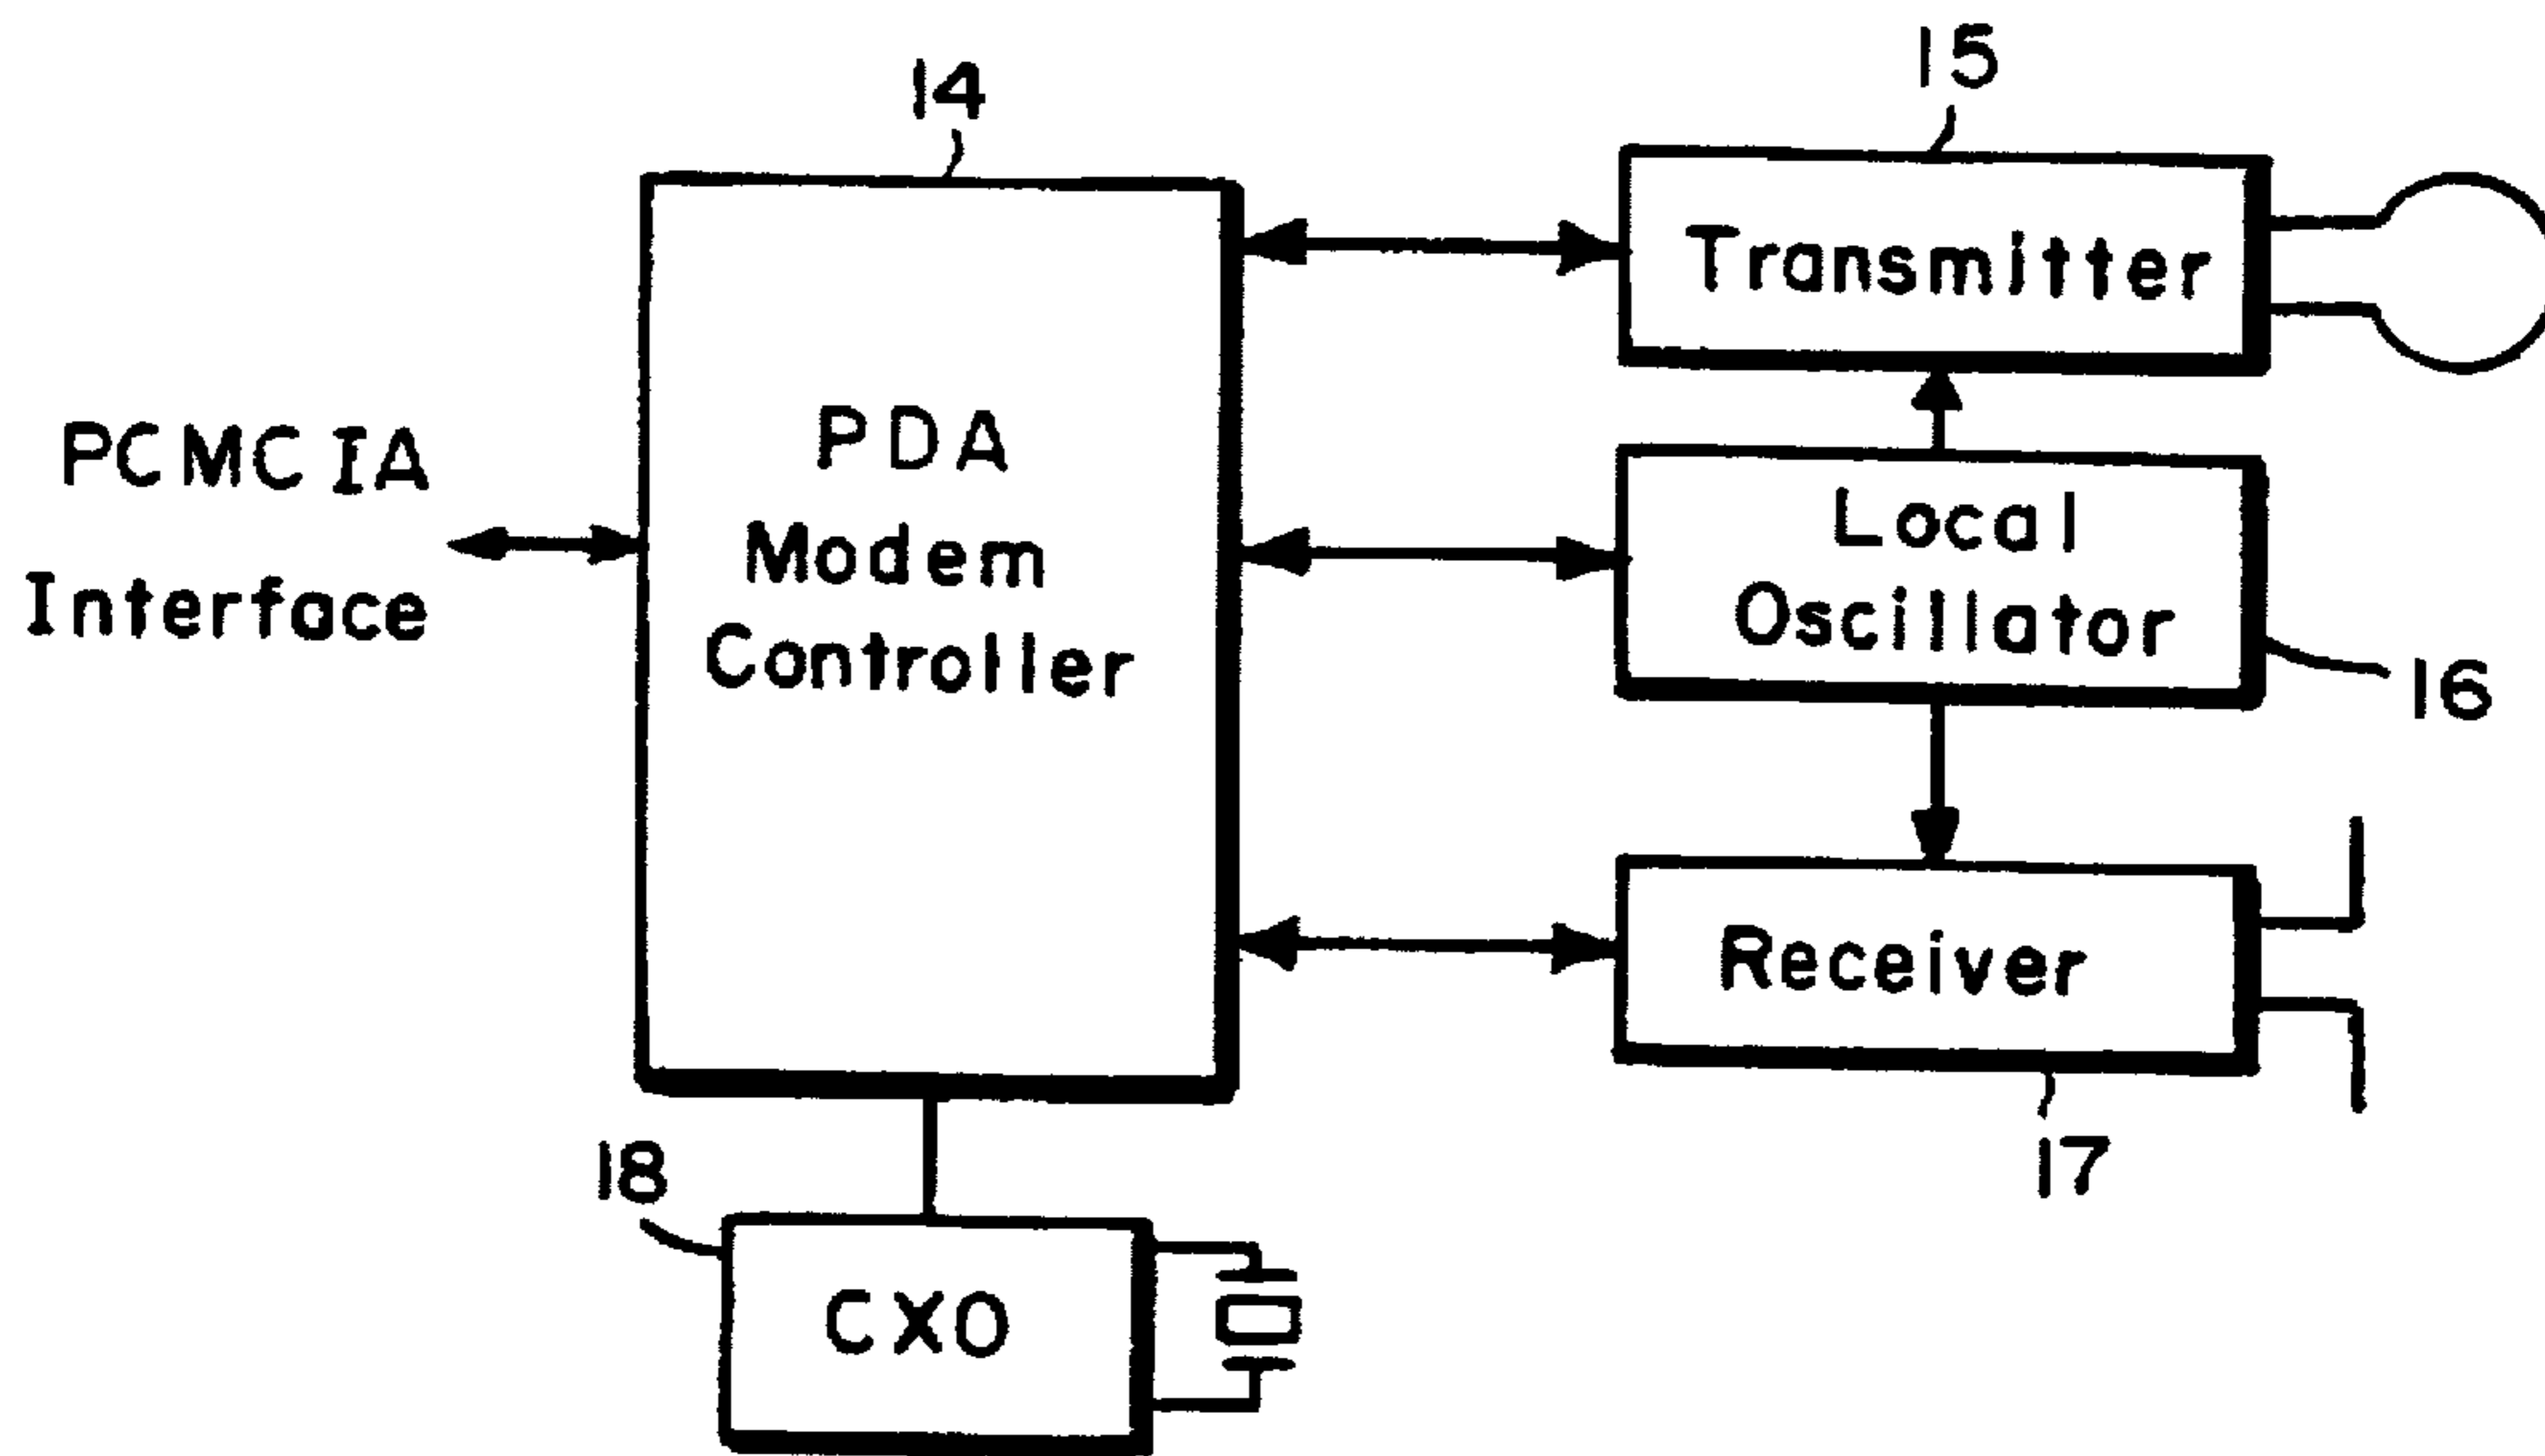 14
15
PDA
Modem
Controller
Transmitter
PCMCIA
Interface
Local
Oscillator
16
Receiver
17
18
CXO